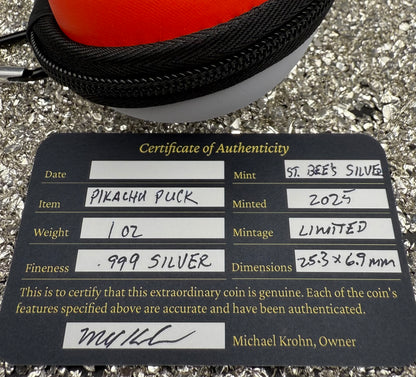 Certificate of Authenticity
Date Mint ST. BEE'S SILVER
Item PIKACHU PUCK Minted 2025
Weight 1 OZ Mintage LIMITED
Fineness .999 SILVER Dimensions 25.3 x 6.9 mm
This is to certify that this extraordinary coin is genuine. Each of the coin's
features specified above are accurate and have been authenticated.
Michael Krohn, Owner